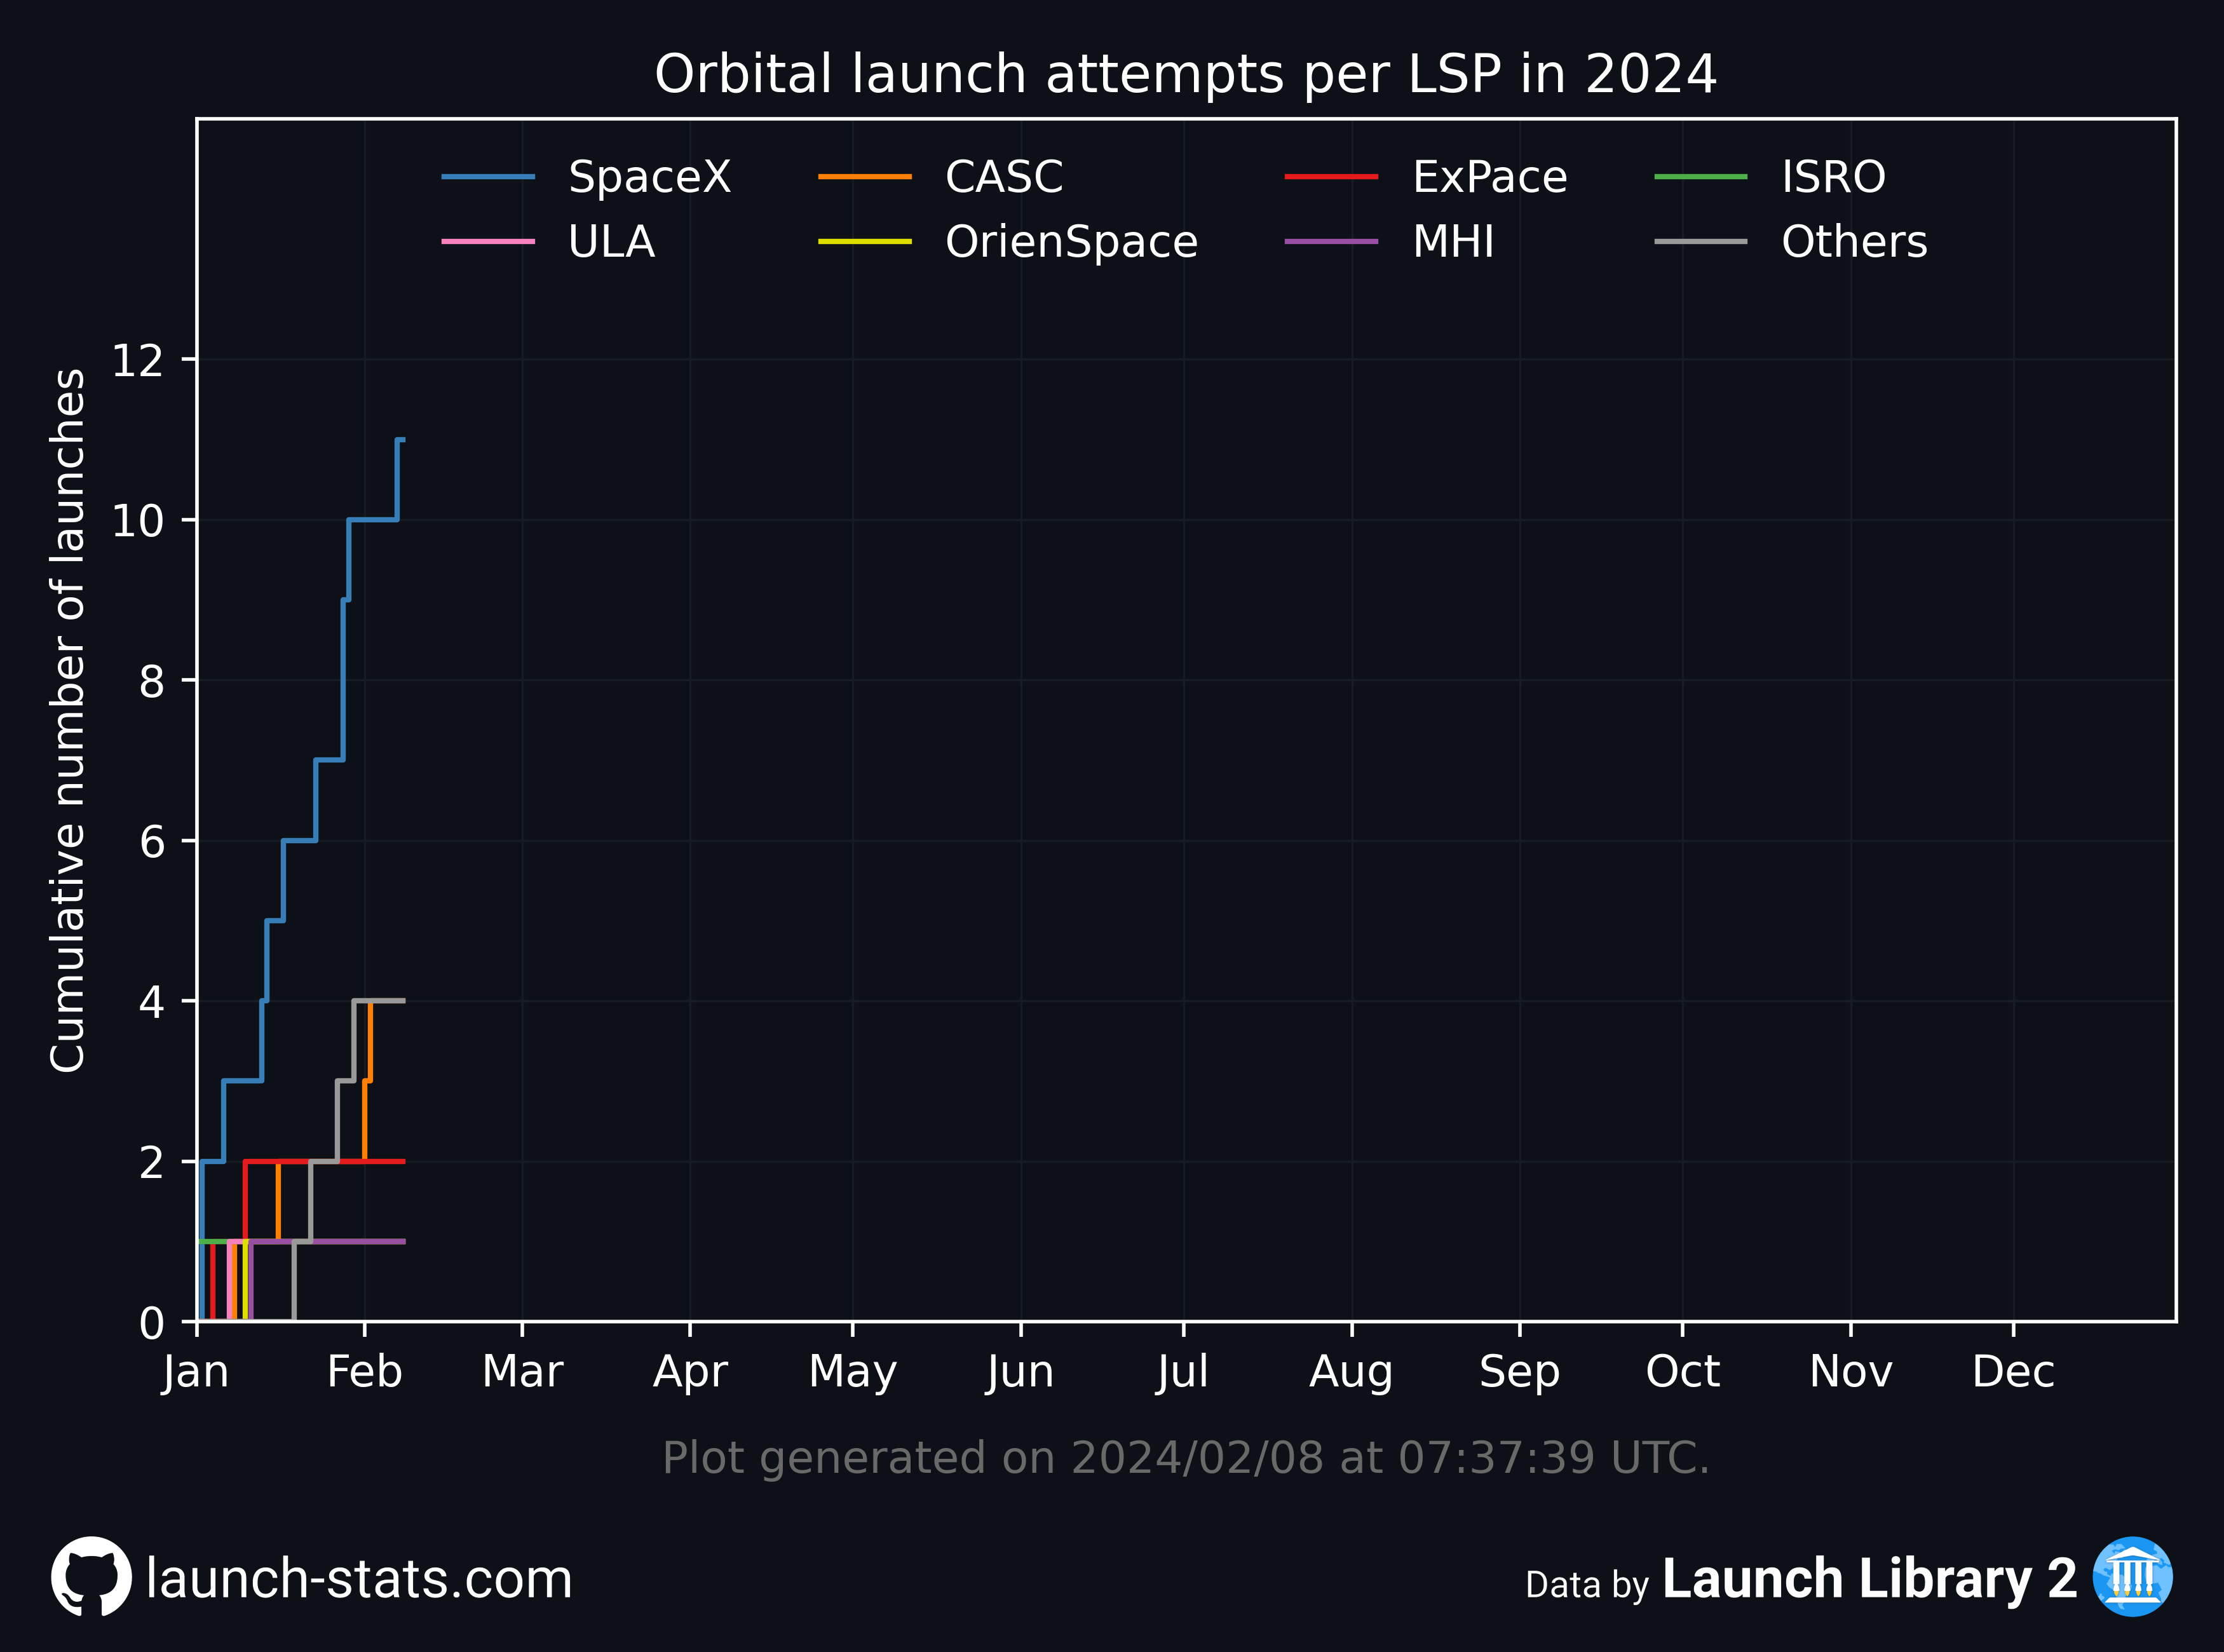 Orbital launch attempts per LSP in 2024
SpaceX CASC ExPace ISRO
ULA OrienSpace MHI Others
Cumulative number of launches
12
10
8
6
4
2
0
Jan Feb Mar Apr May Jun Jul Aug Sep Oct Nov Dec
Plot generated on 2024/02/08 at 07:37:39 UTC.
launch-stats.com
Data by Launch Library 2